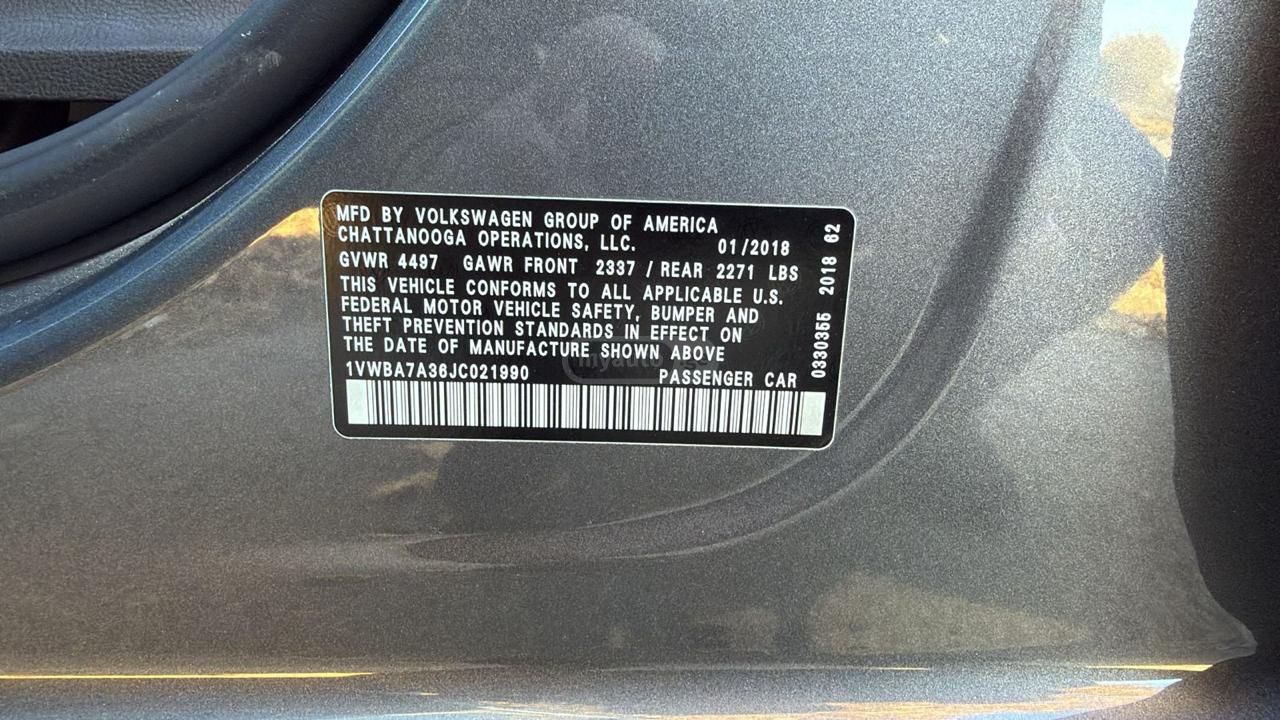 MFD BY VOLKSWAGEN GROUP OF AMERICA
CHATTANOOGA OPERATIONS, LLC. 01/2018
GVWR 4497 GAWR FRONT 2337 / REAR 2271 LBS
THIS VEHICLE CONFORMS TO ALL APPLICABLE U.S.
FEDERAL MOTOR VEHICLE SAFETY, BUMPER AND
THEFT PREVENTION STANDARDS IN EFFECT ON
THE DATE OF MANUFACTURE SHOWN ABOVE
1VWBA7A36JC021990 PASSENGER CAR
0330355 2018 62
myauto